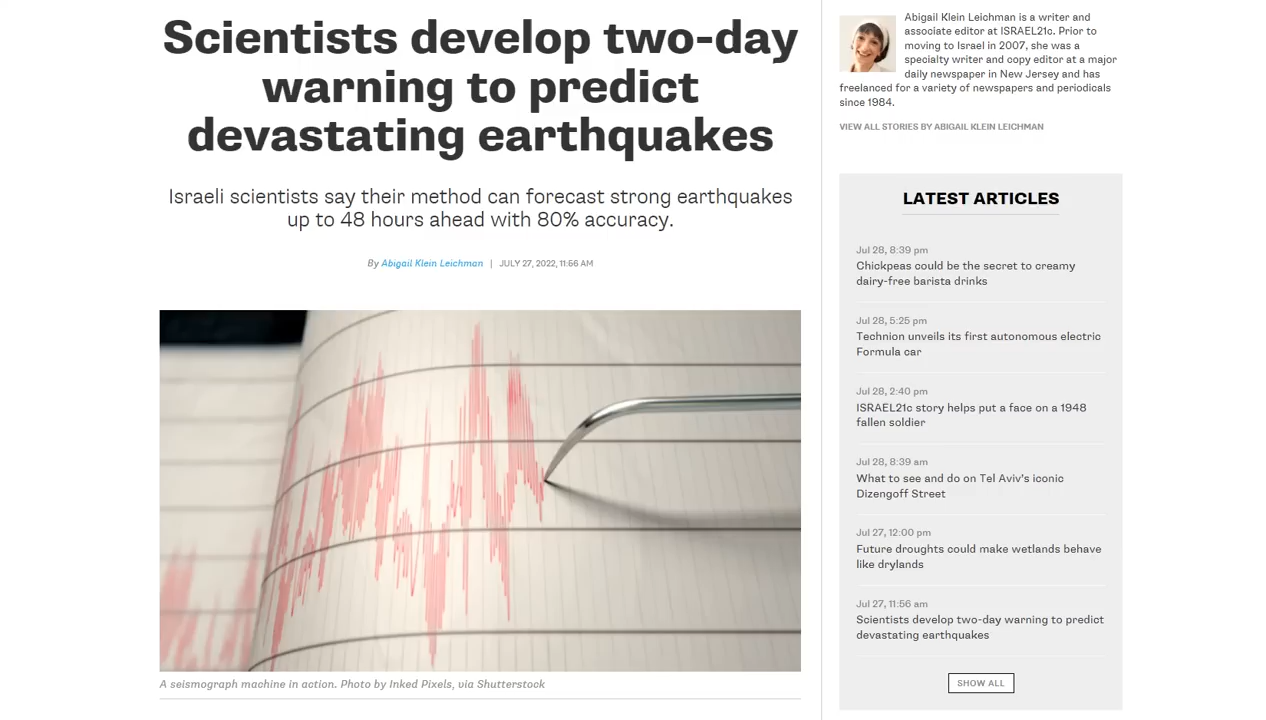 Scientists develop two-day
warning to predict
devastating earthquakes
Israeli scientists say their method can forecast strong earthquakes
up to 48 hours ahead with 80% accuracy.
By Abigail Klein Leichman | JULY 27, 2022, 11:56 AM
A seismograph machine in action. Photo by Inked Pixels, via Shutterstock
Abigail Klein Leichman is a writer and
associate editor at ISRAEL21c. Prior to
moving to Israel in 2007, she was a
specialty writer and copy editor at a major
daily newspaper in New Jersey and has
freelanced for a variety of newspapers and periodicals
since 1984.
VIEW ALL STORIES BY ABIGAIL KLEIN LEICHMAN
LATEST ARTICLES
Jul 28, 8:39 pm
Chickpeas could be the secret to creamy
dairy-free barista drinks
Jul 28, 5:25 pm
Technion unveils its first autonomous electric
Formula car
Jul 28, 2:40 pm
ISRAEL21c story helps put a face on a 1948
fallen soldier
Jul 28, 8:39 am
What to see and do on Tel Aviv's iconic
Dizengoff Street
Jul 27, 12:00 pm
Future droughts could make wetlands behave
like drylands
Jul 27, 11:56 am
Scientists develop two-day warning to predict
devastating earthquakes
SHOW ALL